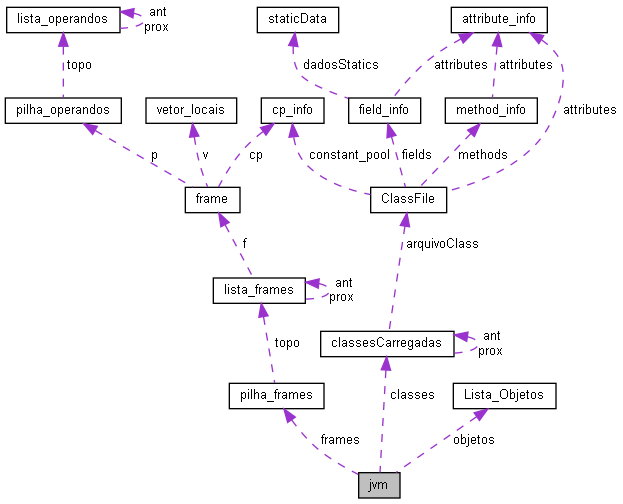 lista_operandos
ant
prox
staticData
attribute_info
topo
dadosStatics
attributes
attributes
pilha_operandos
vetor_locais
cp_info
field_info
method_info
attributes
p
v
cp
constant_pool
fields
methods
frame
ClassFile
f
arquivoClass
lista_frames
ant
prox
topo
classesCarregadas
ant
prox
pilha_frames
classes
Lista_Objetos
frames
objetos
jvm